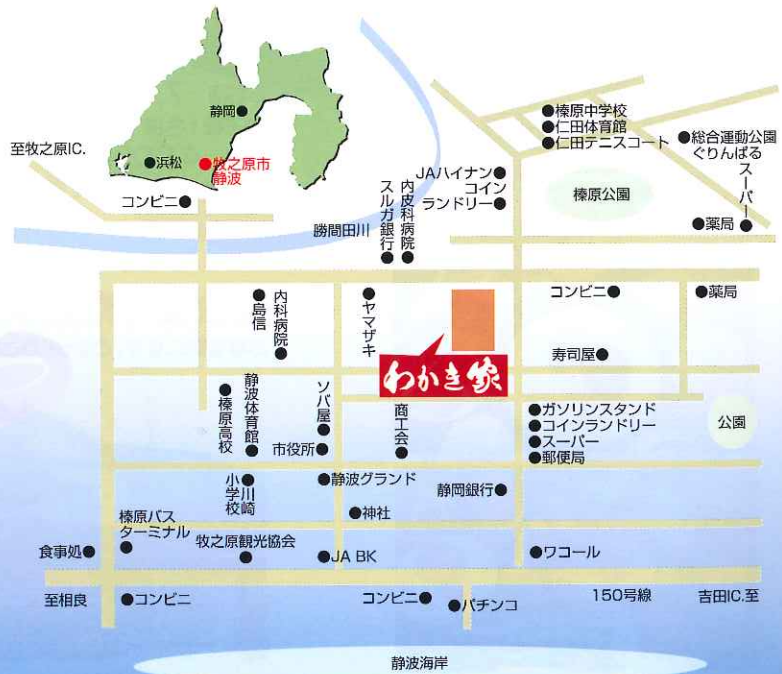 静岡
浜松
牧之原市
静波
至牧之原IC.
コンビニ
勝間田川
スルガ銀行
内皮科病院
JAハイナン
コイン
ランドリー
榛原中学校
仁田体育館
仁田テニスコート
総合運動公園
ぐりんぱる
スーパー
榛原公園
薬局
島信
内科病院
ヤマザキ
コンビニ
薬局
寿司屋
わかき家
榛原高校
静波体育館
ソバ屋
市役所
商工会
ガソリンスタンド
コインランドリー
スーパー
郵便局
公園
川崎
小学校
静波グランド
静岡銀行
神社
榛原バス
ターミナル
食事処
牧之原観光協会
JA BK
ワコール
至相良
コンビニ
コンビニ
パチンコ
150号線
吉田IC.至
静波海岸